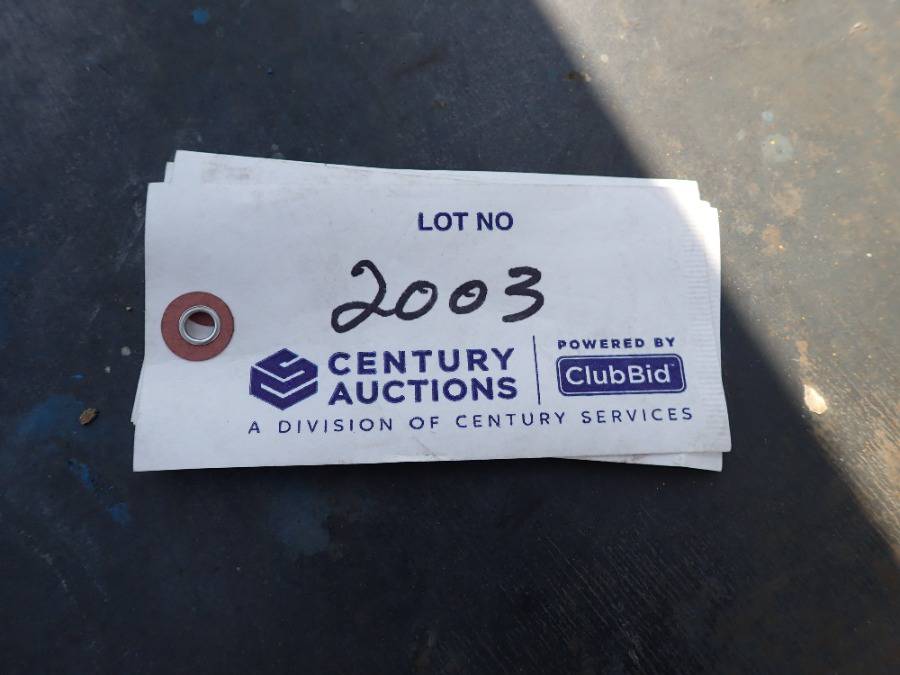 LOT NO
2003
CENTURY AUCTIONS
POWERED BY
ClubBid
A DIVISION OF CENTURY SERVICES